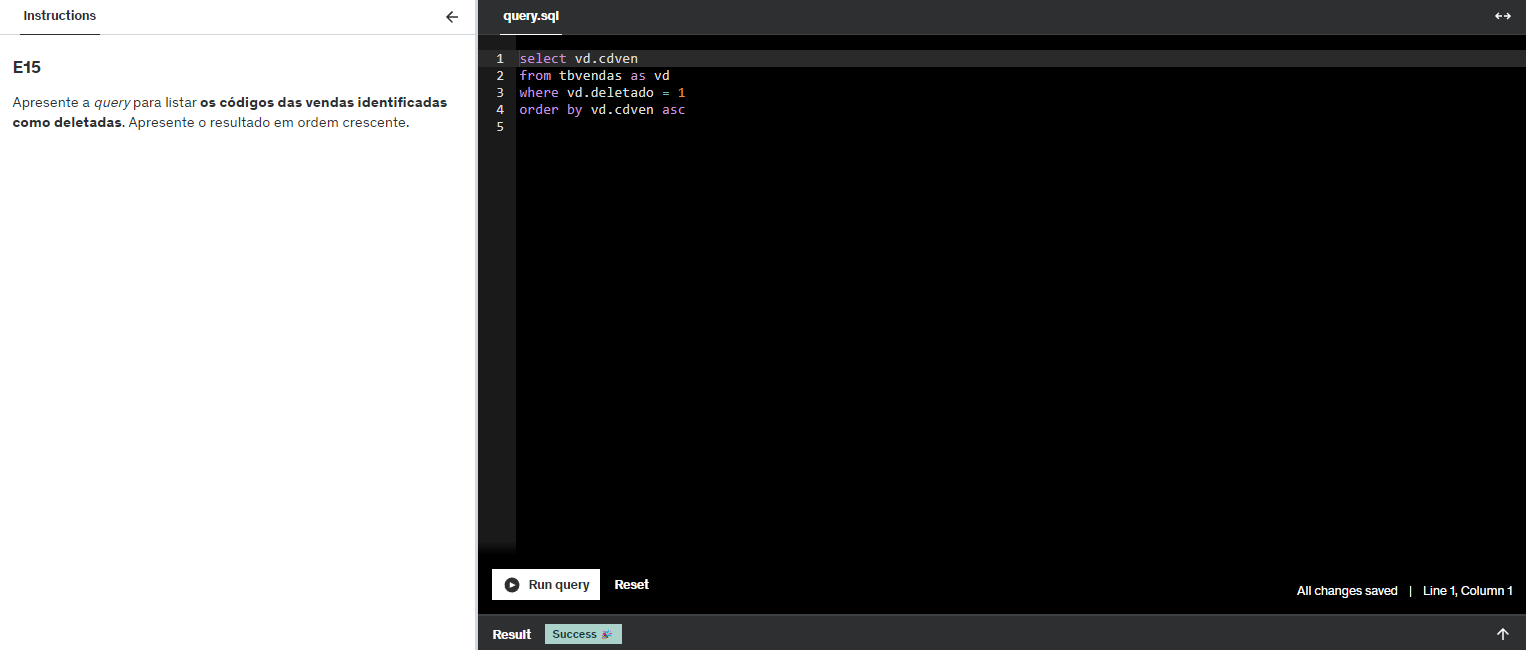 Instructions
E15
Apresente a query para listar os códigos das vendas identificadas
como deletadas. Apresente o resultado em ordem crescente.
query.sql
1 select vd.cdven
2 from tbvendas as vd
3 where vd.deletado = 1
4 order by vd.cdven asc
5
Run query Reset
All changes saved | Line 1, Column 1
Result Success 🎉